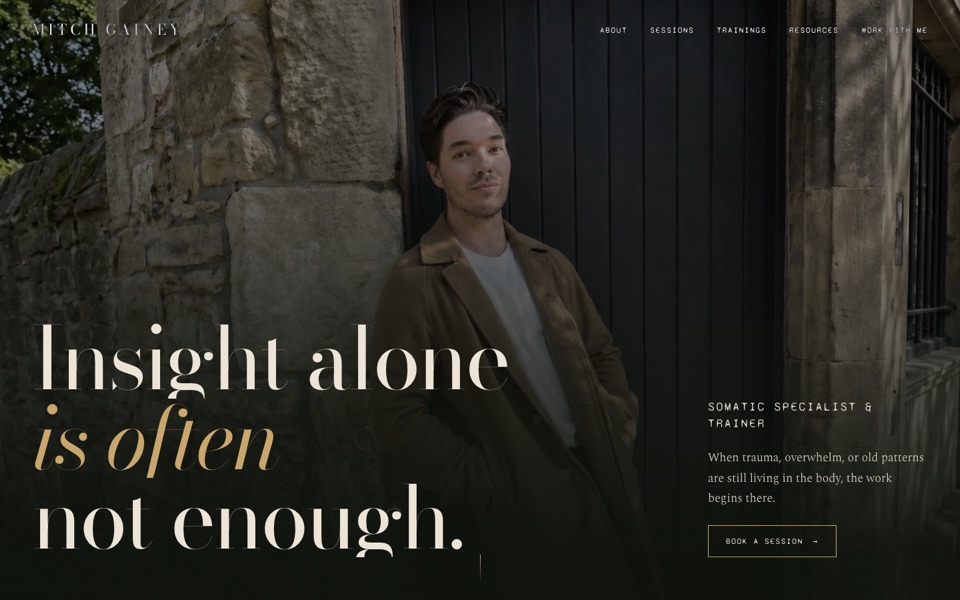 MITCH GAINEY
ABOUT SESSIONS TRAININGS RESOURCES WORK WITH ME
Insight alone
is often
not enough.
SOMATIC SPECIALIST &
TRAINER
When trauma, overwhelm, or old patterns
are still living in the body, the work
begins there.
BOOK A SESSION →